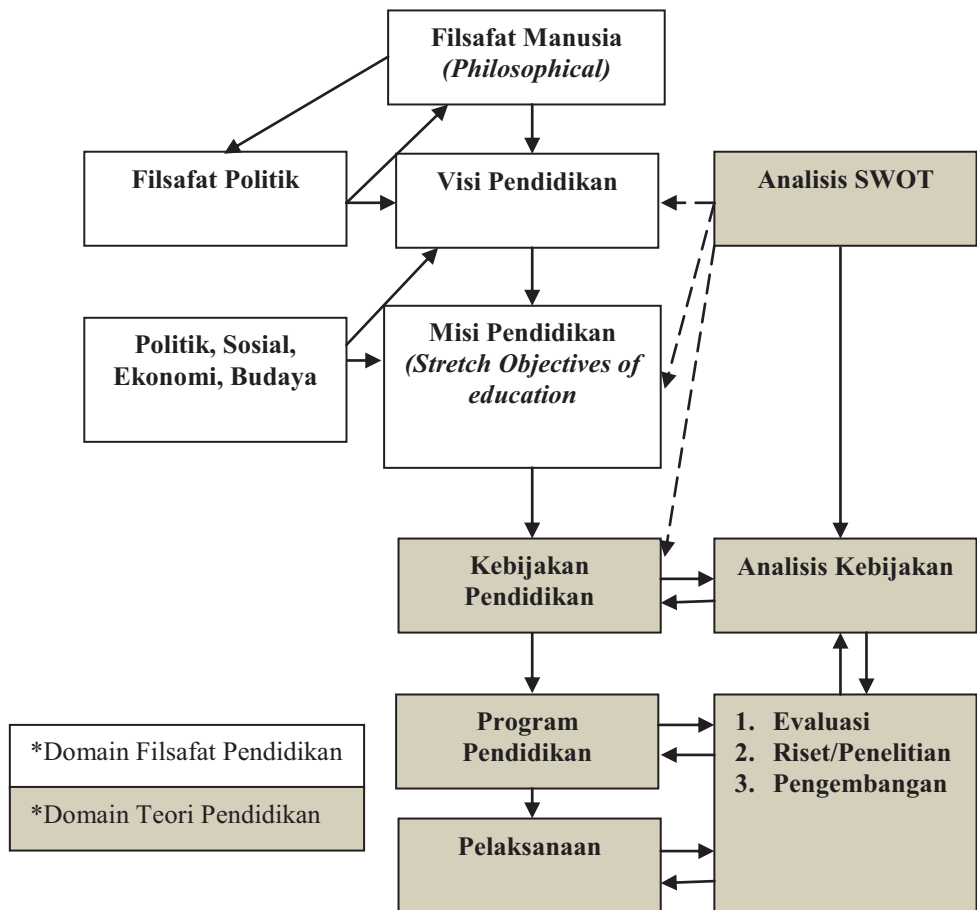 Filsafat Manusia
(Philosophical)
Filsafat Politik
Visi Pendidikan
Analisis SWOT
Politik, Sosial,
Ekonomi, Budaya
Misi Pendidikan
(Stretch Objectives of
education
Kebijakan
Pendidikan
Analisis Kebijakan
Program
Pendidikan
1. Evaluasi
2. Riset/Penelitian
3. Pengembangan
*Domain Filsafat Pendidikan
*Domain Teori Pendidikan
Pelaksanaan